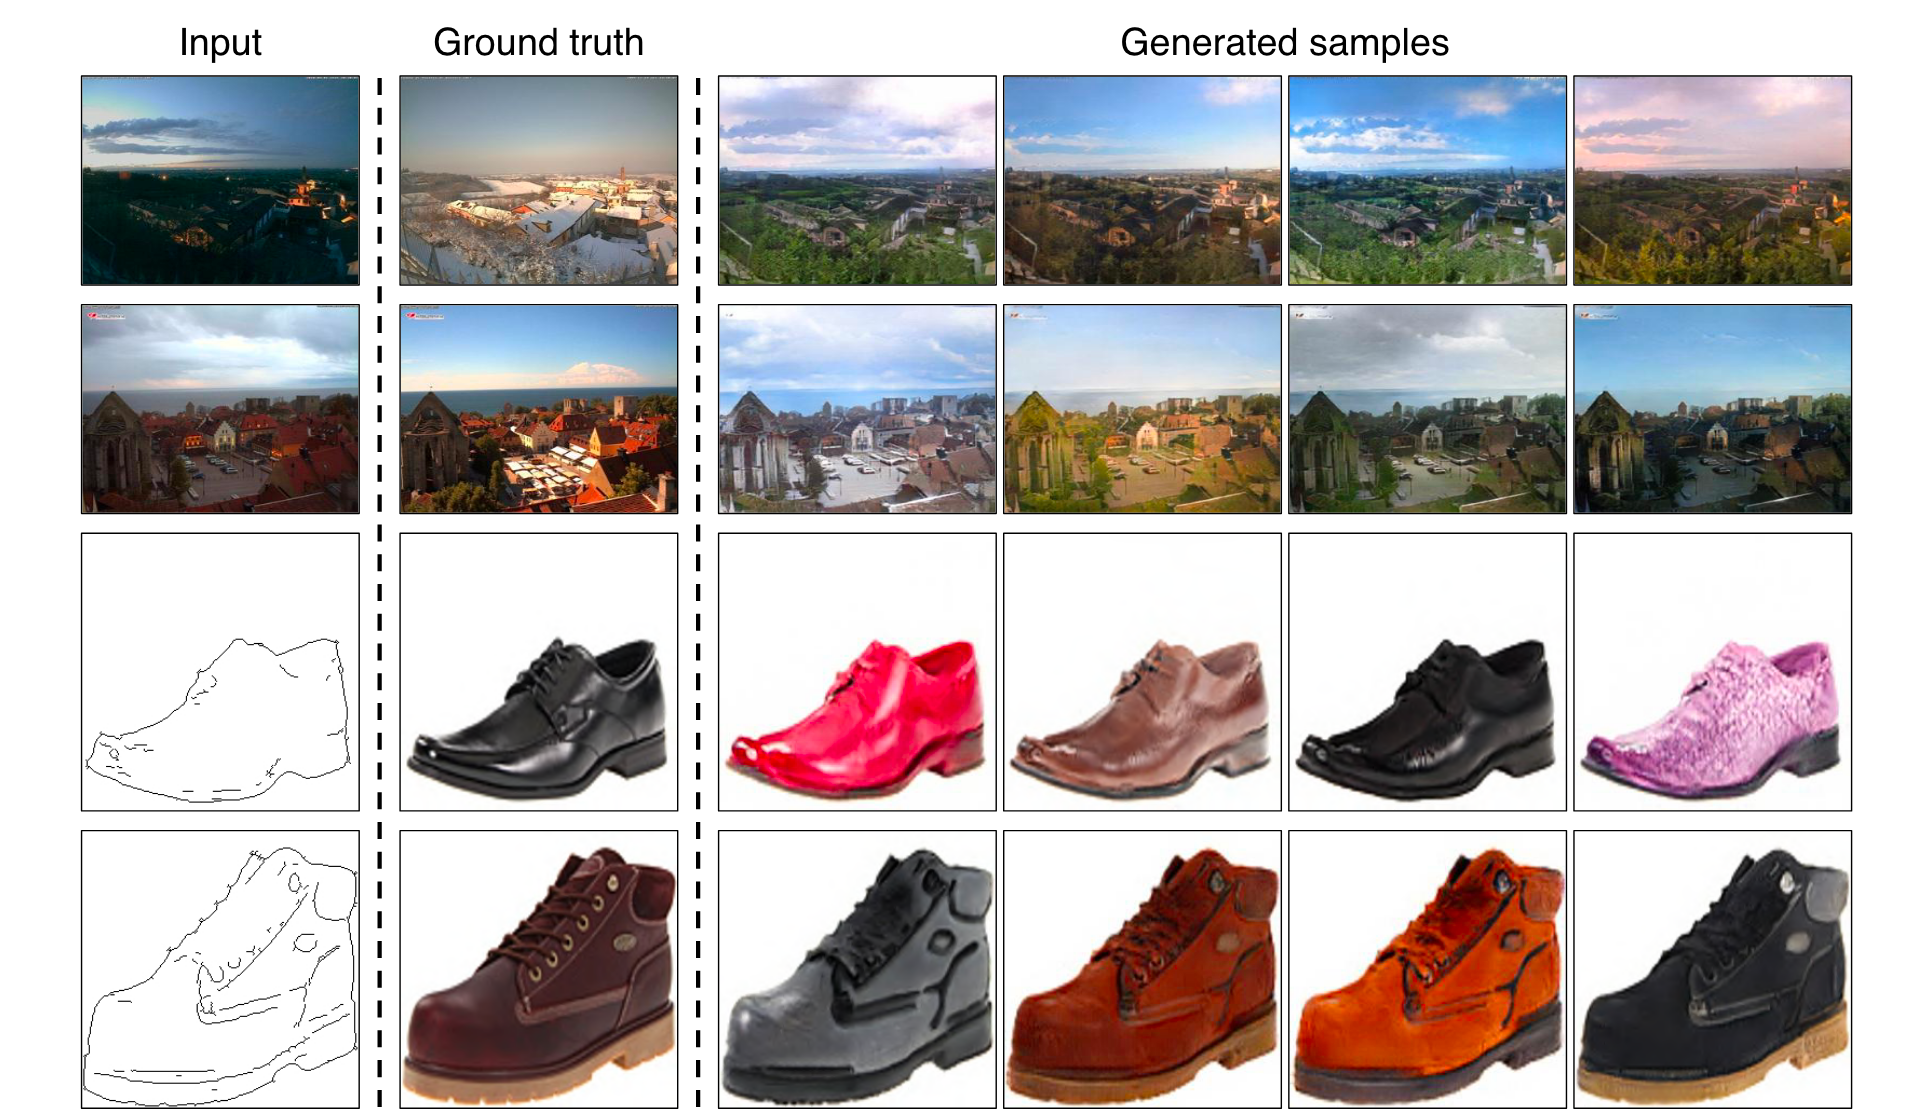 Input
Ground truth
Generated samples